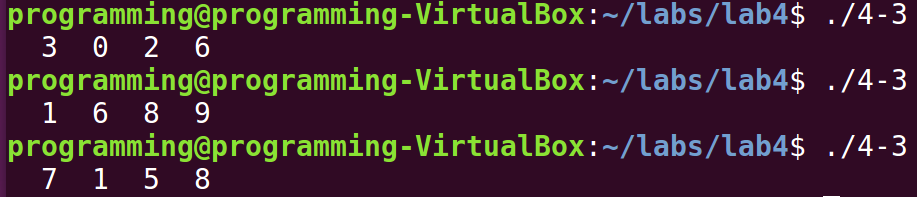 programming@programming-VirtualBox:~/labs/lab4$ ./4-3
  3  0  2  6
programming@programming-VirtualBox:~/labs/lab4$ ./4-3
  1  6  8  9
programming@programming-VirtualBox:~/labs/lab4$ ./4-3
  7  1  5  8